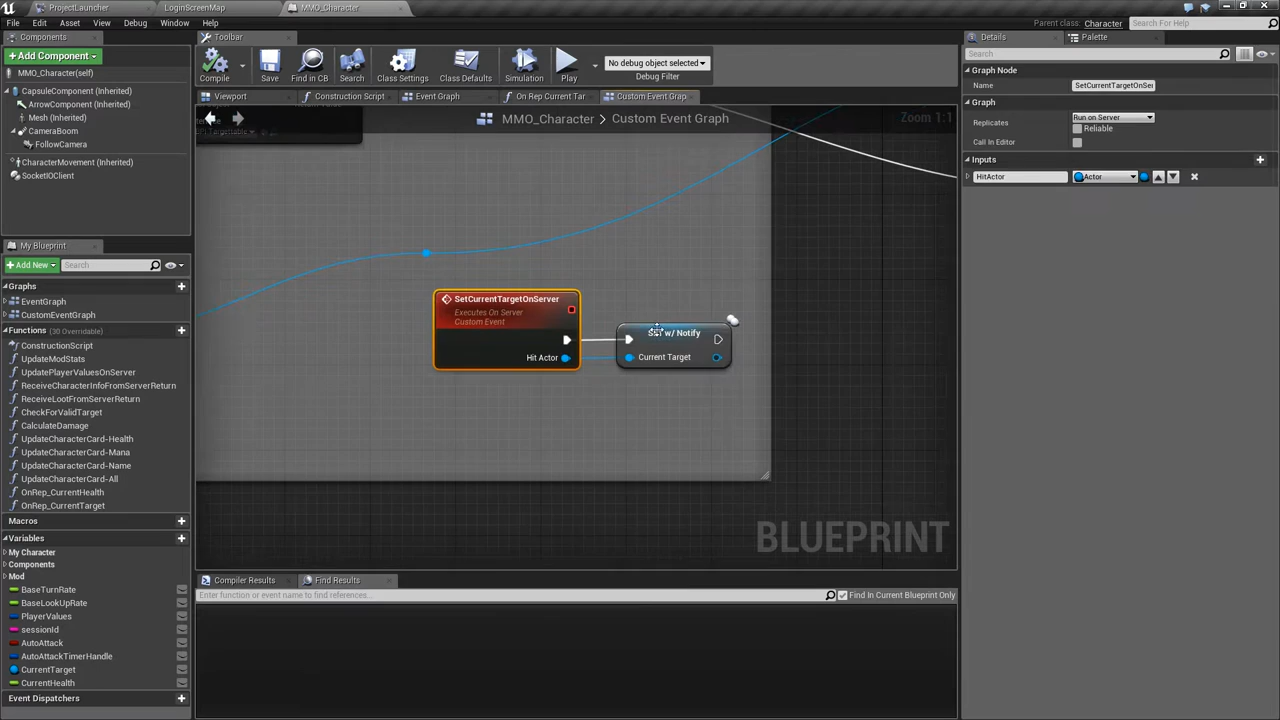 ProjectLauncher
LoginScreenMap
MMO_Character
File Edit Asset View Debug Window Help
Parent class: Character
Search For Help
Components
Toolbar
Details
Palette
+ Add Component
Compile
Save
Find in CB
Search
Class Settings
Class Defaults
Simulation
Play
No debug object selected
Debug Filter
Search
MMO_Character(self)
CapsuleComponent (Inherited)
ArrowComponent (Inherited)
Mesh (Inherited)
CameraBoom
FollowCamera
CharacterMovement (Inherited)
SocketIOClient
Viewport
Construction Script
Event Graph
On Rep Current Tar
Custom Event Grap
MMO_Character > Custom Event Graph
Zoom 1:1
Graph Node
Name
SetCurrentTargetOnSe
Graph
Replicates
Run on Server
Reliable
Call In Editor
Inputs
HitActor
Actor
SetCurrentTargetOnServer
Executes On Server
Custom Event
Hit Actor
w/ Notify
Current Target
BLUEPRINT
My Blueprint
+ Add New
Search
Graphs
EventGraph
CustomEventGraph
Functions (30 Overridable)
ConstructionScript
UpdateModStats
UpdatePlayerValuesOnServer
ReceiveCharacterInfoFromServerReturn
ReceiveLootFromServerReturn
CheckForValidTarget
CalculateDamage
UpdateCharacterCard-Health
UpdateCharacterCard-Mana
UpdateCharacterCard-Name
UpdateCharacterCard-All
OnRep_CurrentHealth
OnRep_CurrentTarget
Macros
Variables
My Character
Components
Mod
BaseTurnRate
BaseLookUpRate
PlayerValues
sessionId
AutoAttack
AutoAttackTimerHandle
CurrentTarget
CurrentHealth
Event Dispatchers
Compiler Results
Find Results
Enter function or event name to find references...
Find In Current Blueprint Only